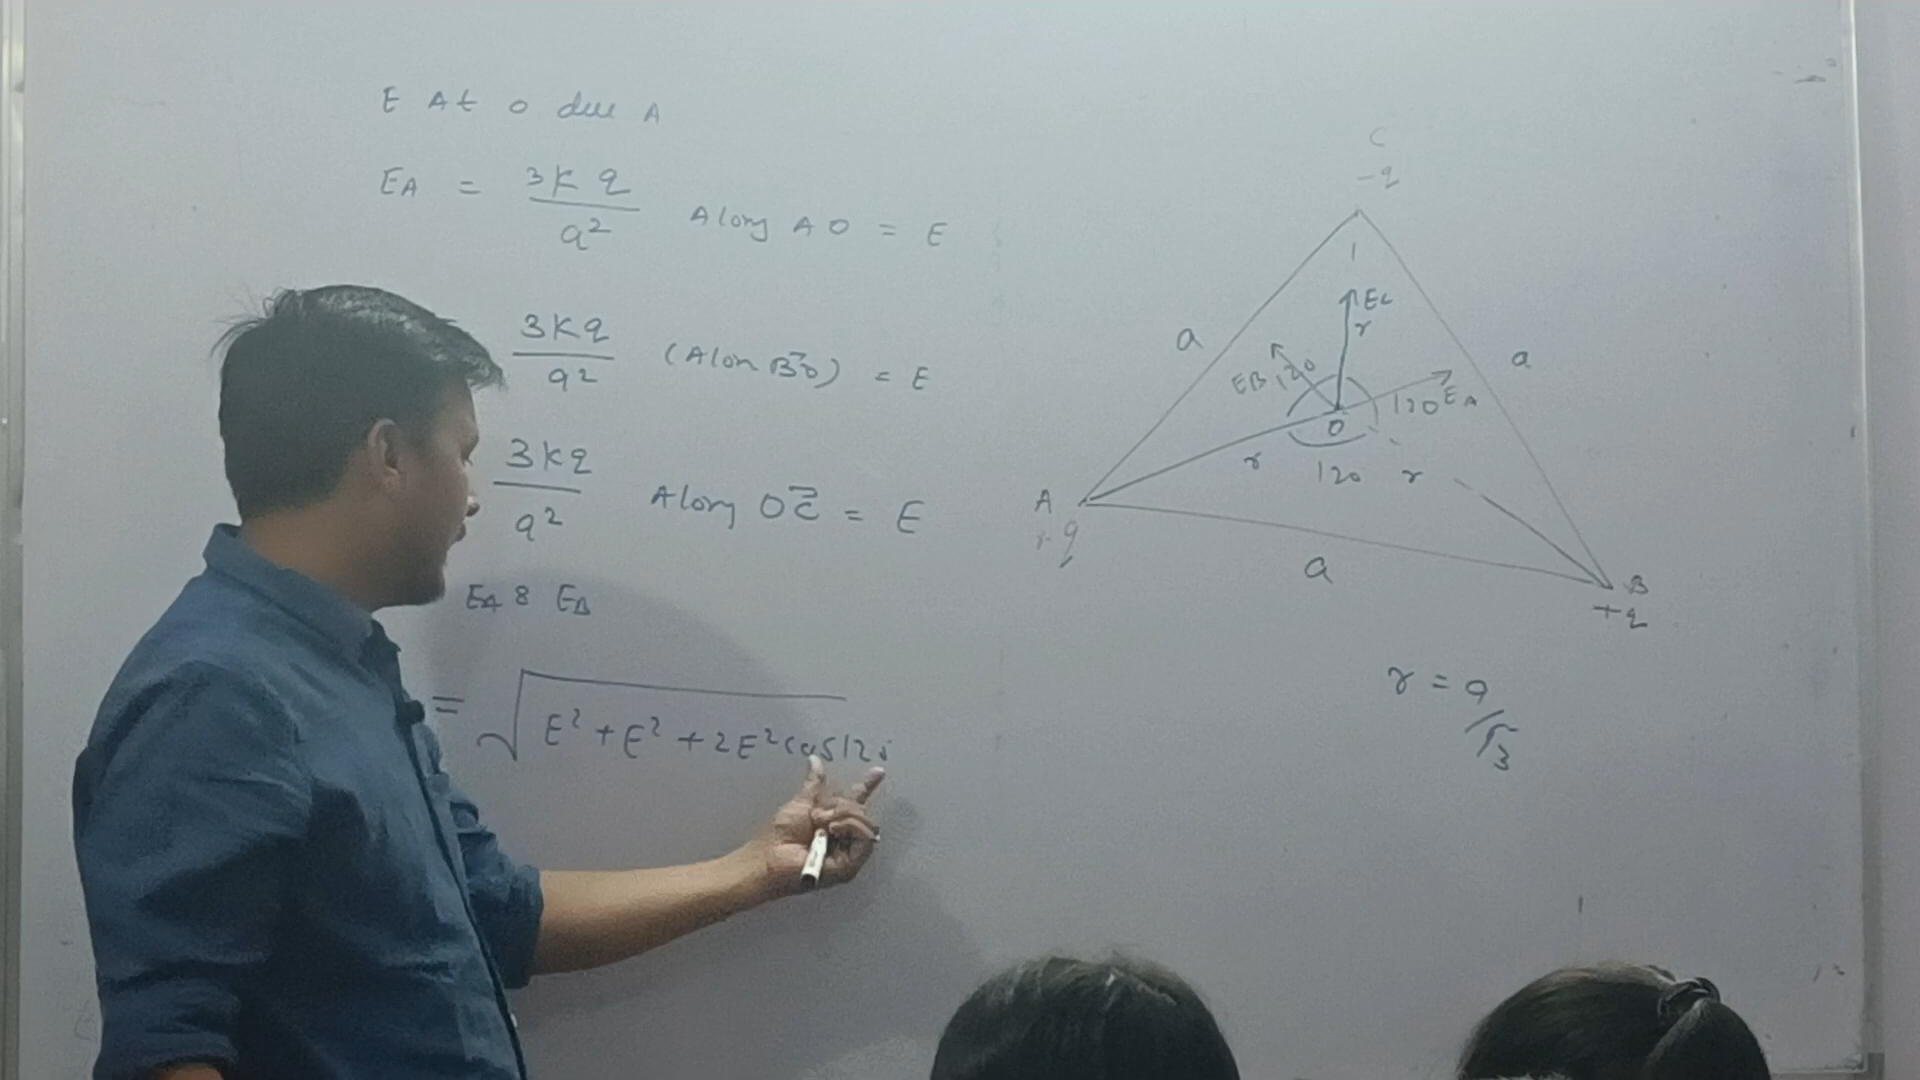 E At O due A
EA = 3Kq / a² Along AO = E
3Kq / a² (Alon BO) = E
3Kq / a² Along OC = E
EA & EB
= √E² + E² + 2E² cos 120
C
-q
a
a
EC
r
EB
120
120
EA
O
r
120
r
A
q
a
B
+q
r = a/√3